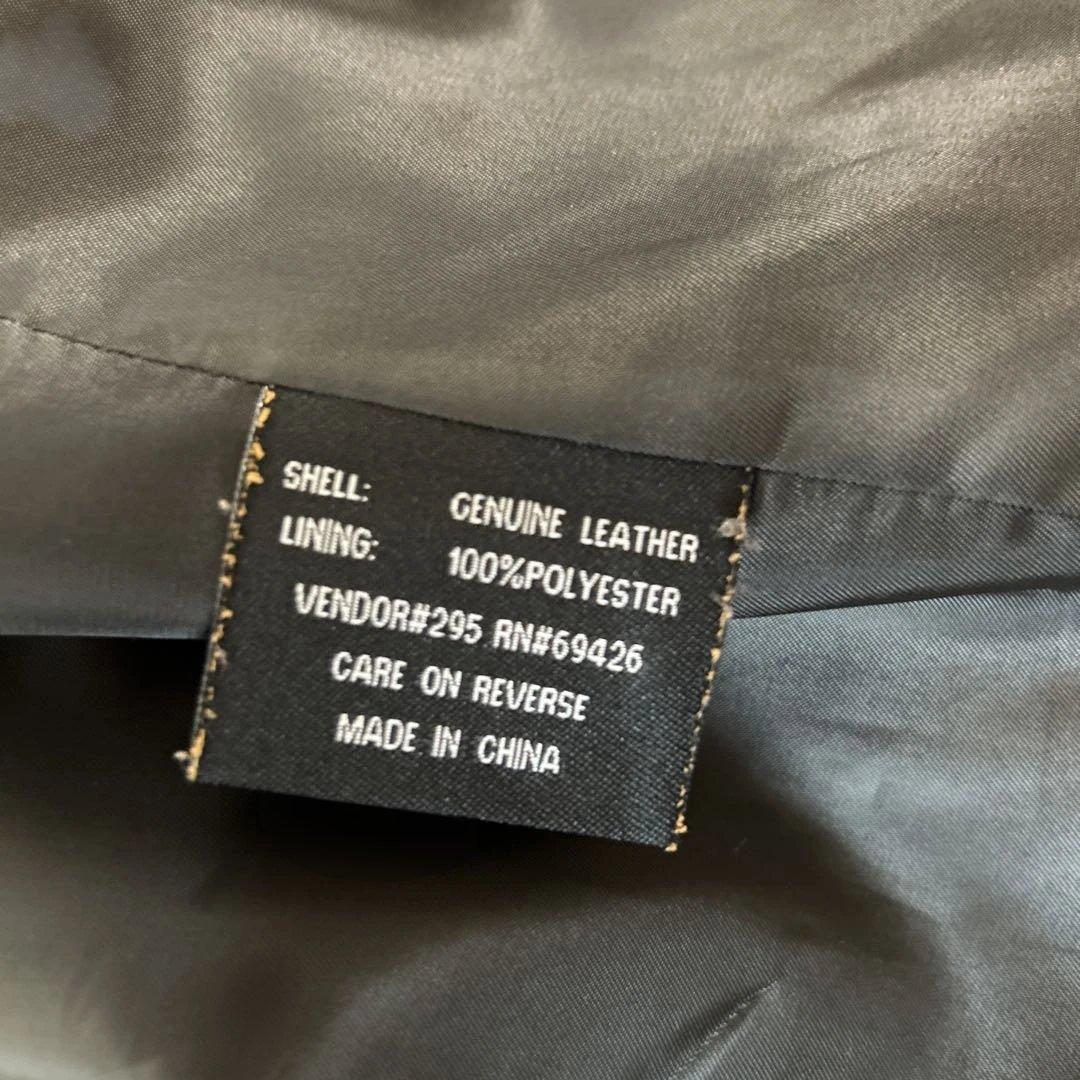 SHELL: GENUINE LEATHER
LINING: 100%POLYESTER
VENDOR#295 RN#69426
CARE ON REVERSE
MADE IN CHINA